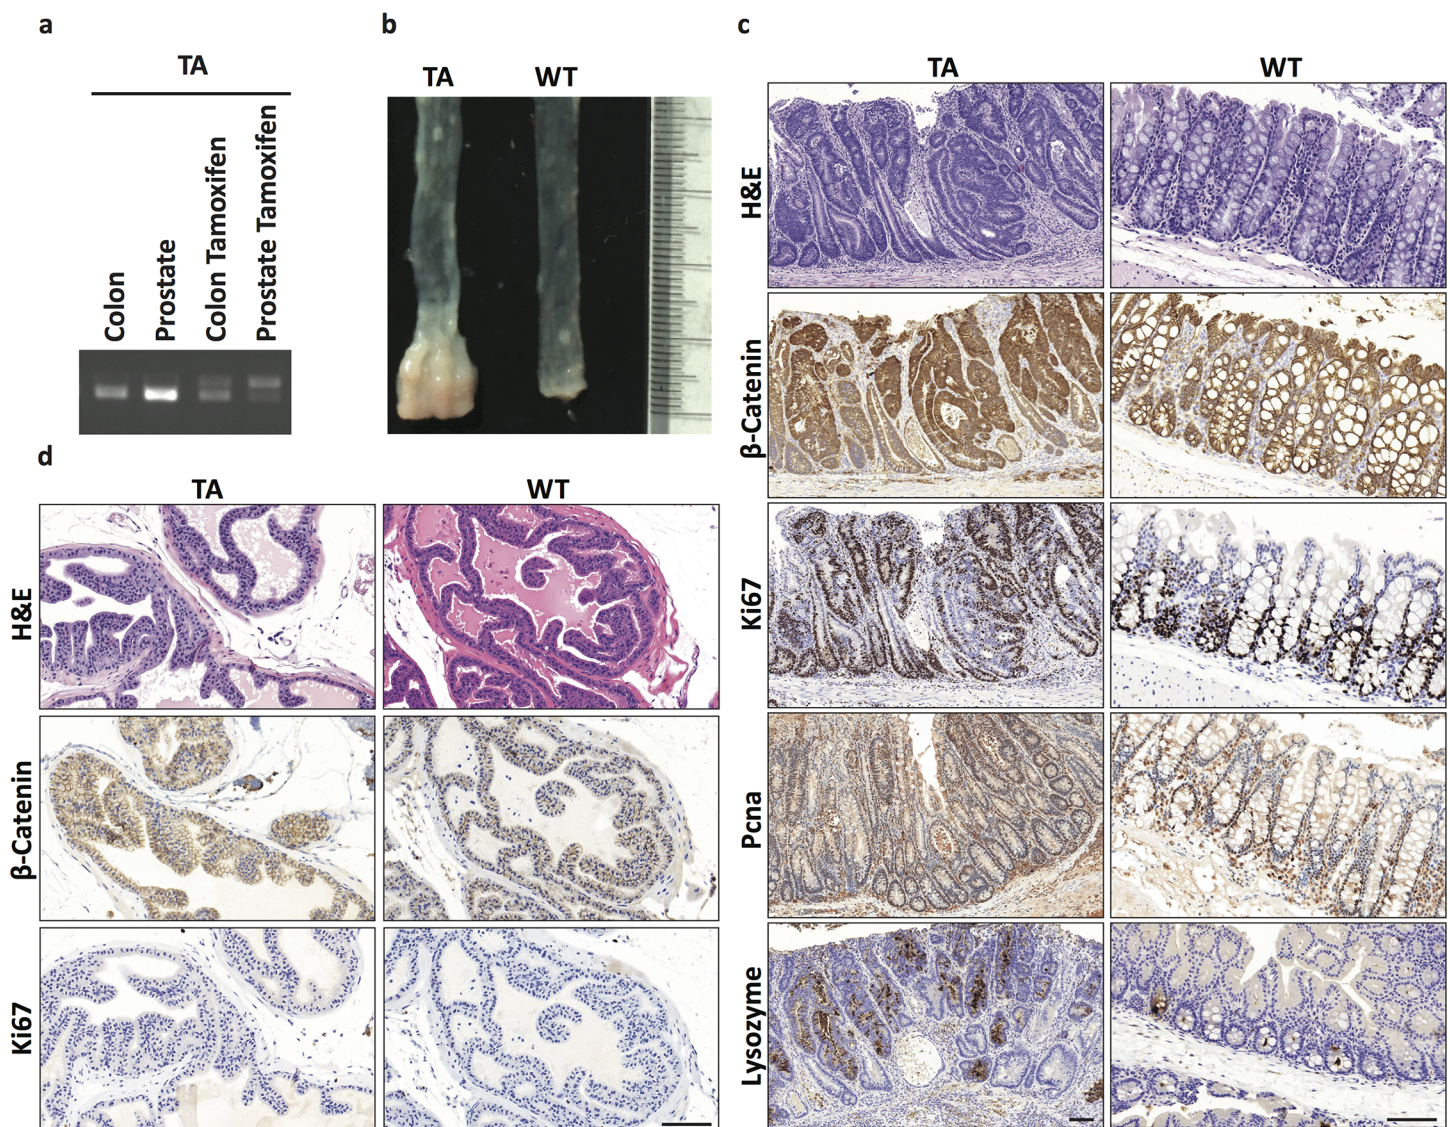 a
TA
Colon
Prostate
Colon Tamoxifen
Prostate Tamoxifen
b
TA WT
c
TA WT
H&E
β-Catenin
Ki67
Pcna
Lysozyme
d
TA WT
H&E
β-Catenin
Ki67